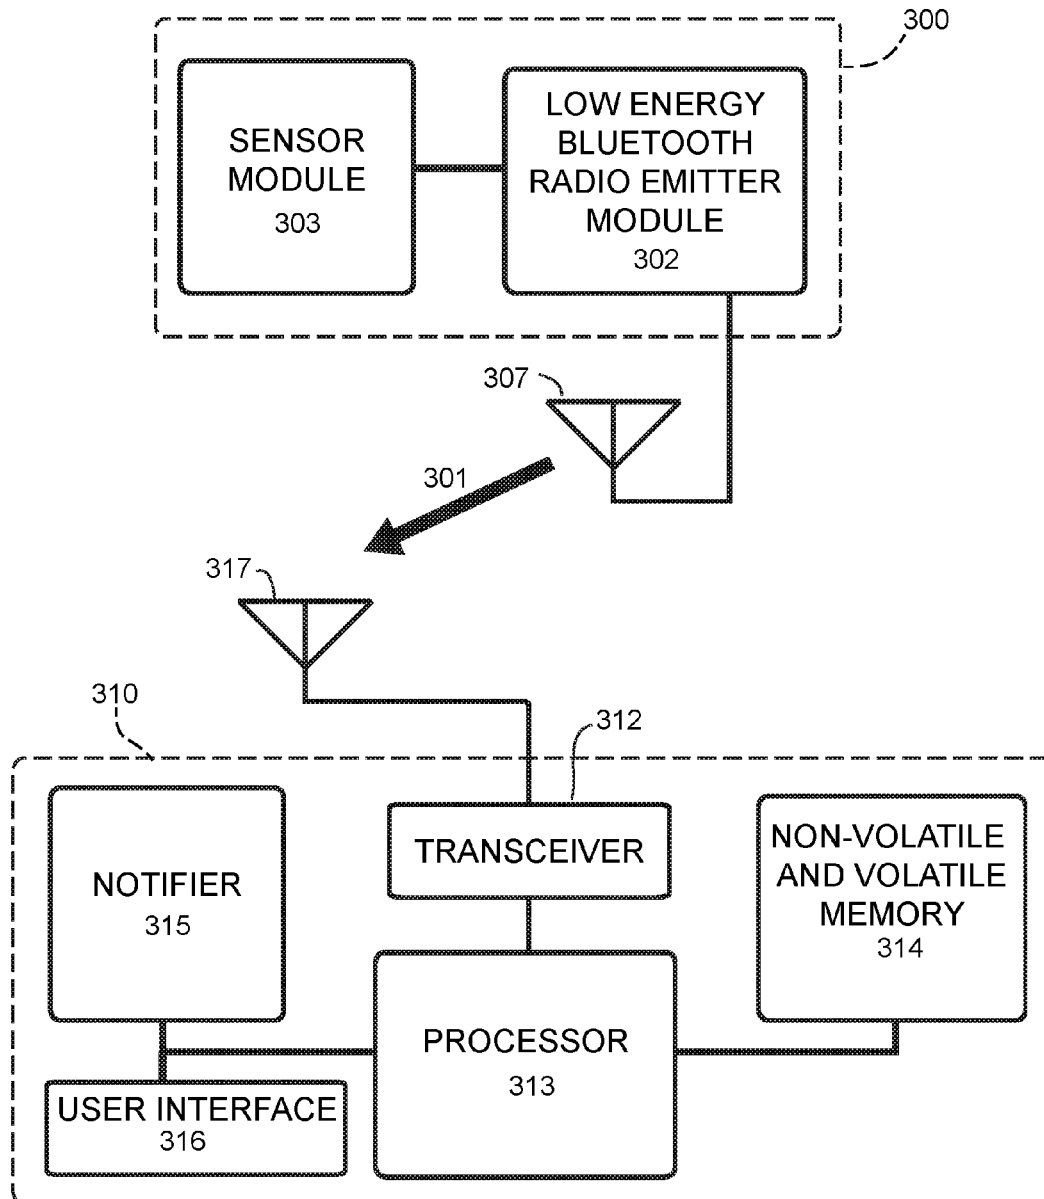 300
SENSOR
MODULE
303
LOW ENERGY
BLUETOOTH
RADIO EMITTER
MODULE
302
307
301
317
310
312
NOTIFIER
315
TRANSCEIVER
NON-VOLATILE
AND VOLATILE
MEMORY
314
PROCESSOR
313
USER INTERFACE
316